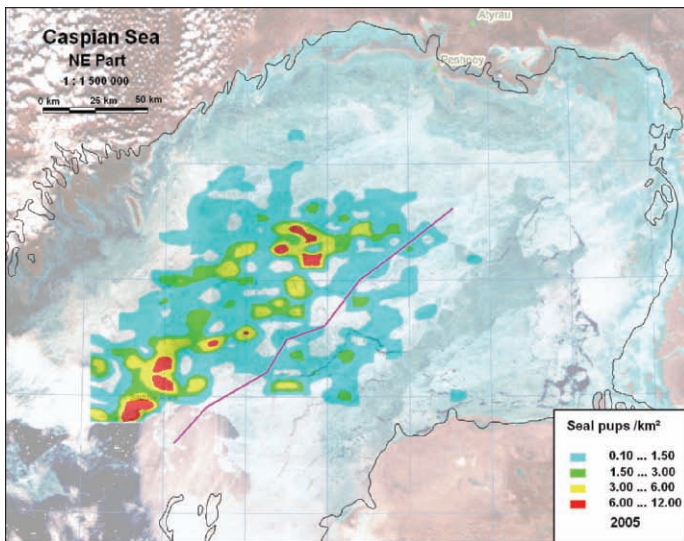 Caspian Sea
NE Part
1 : 1 500 000
0 km 25 km 50 km
Atyrau
Peshnoy
Seal pups /km²
0.10 ... 1.50
1.50 ... 3.00
3.00 ... 6.00
6.00 ... 12.00
2005